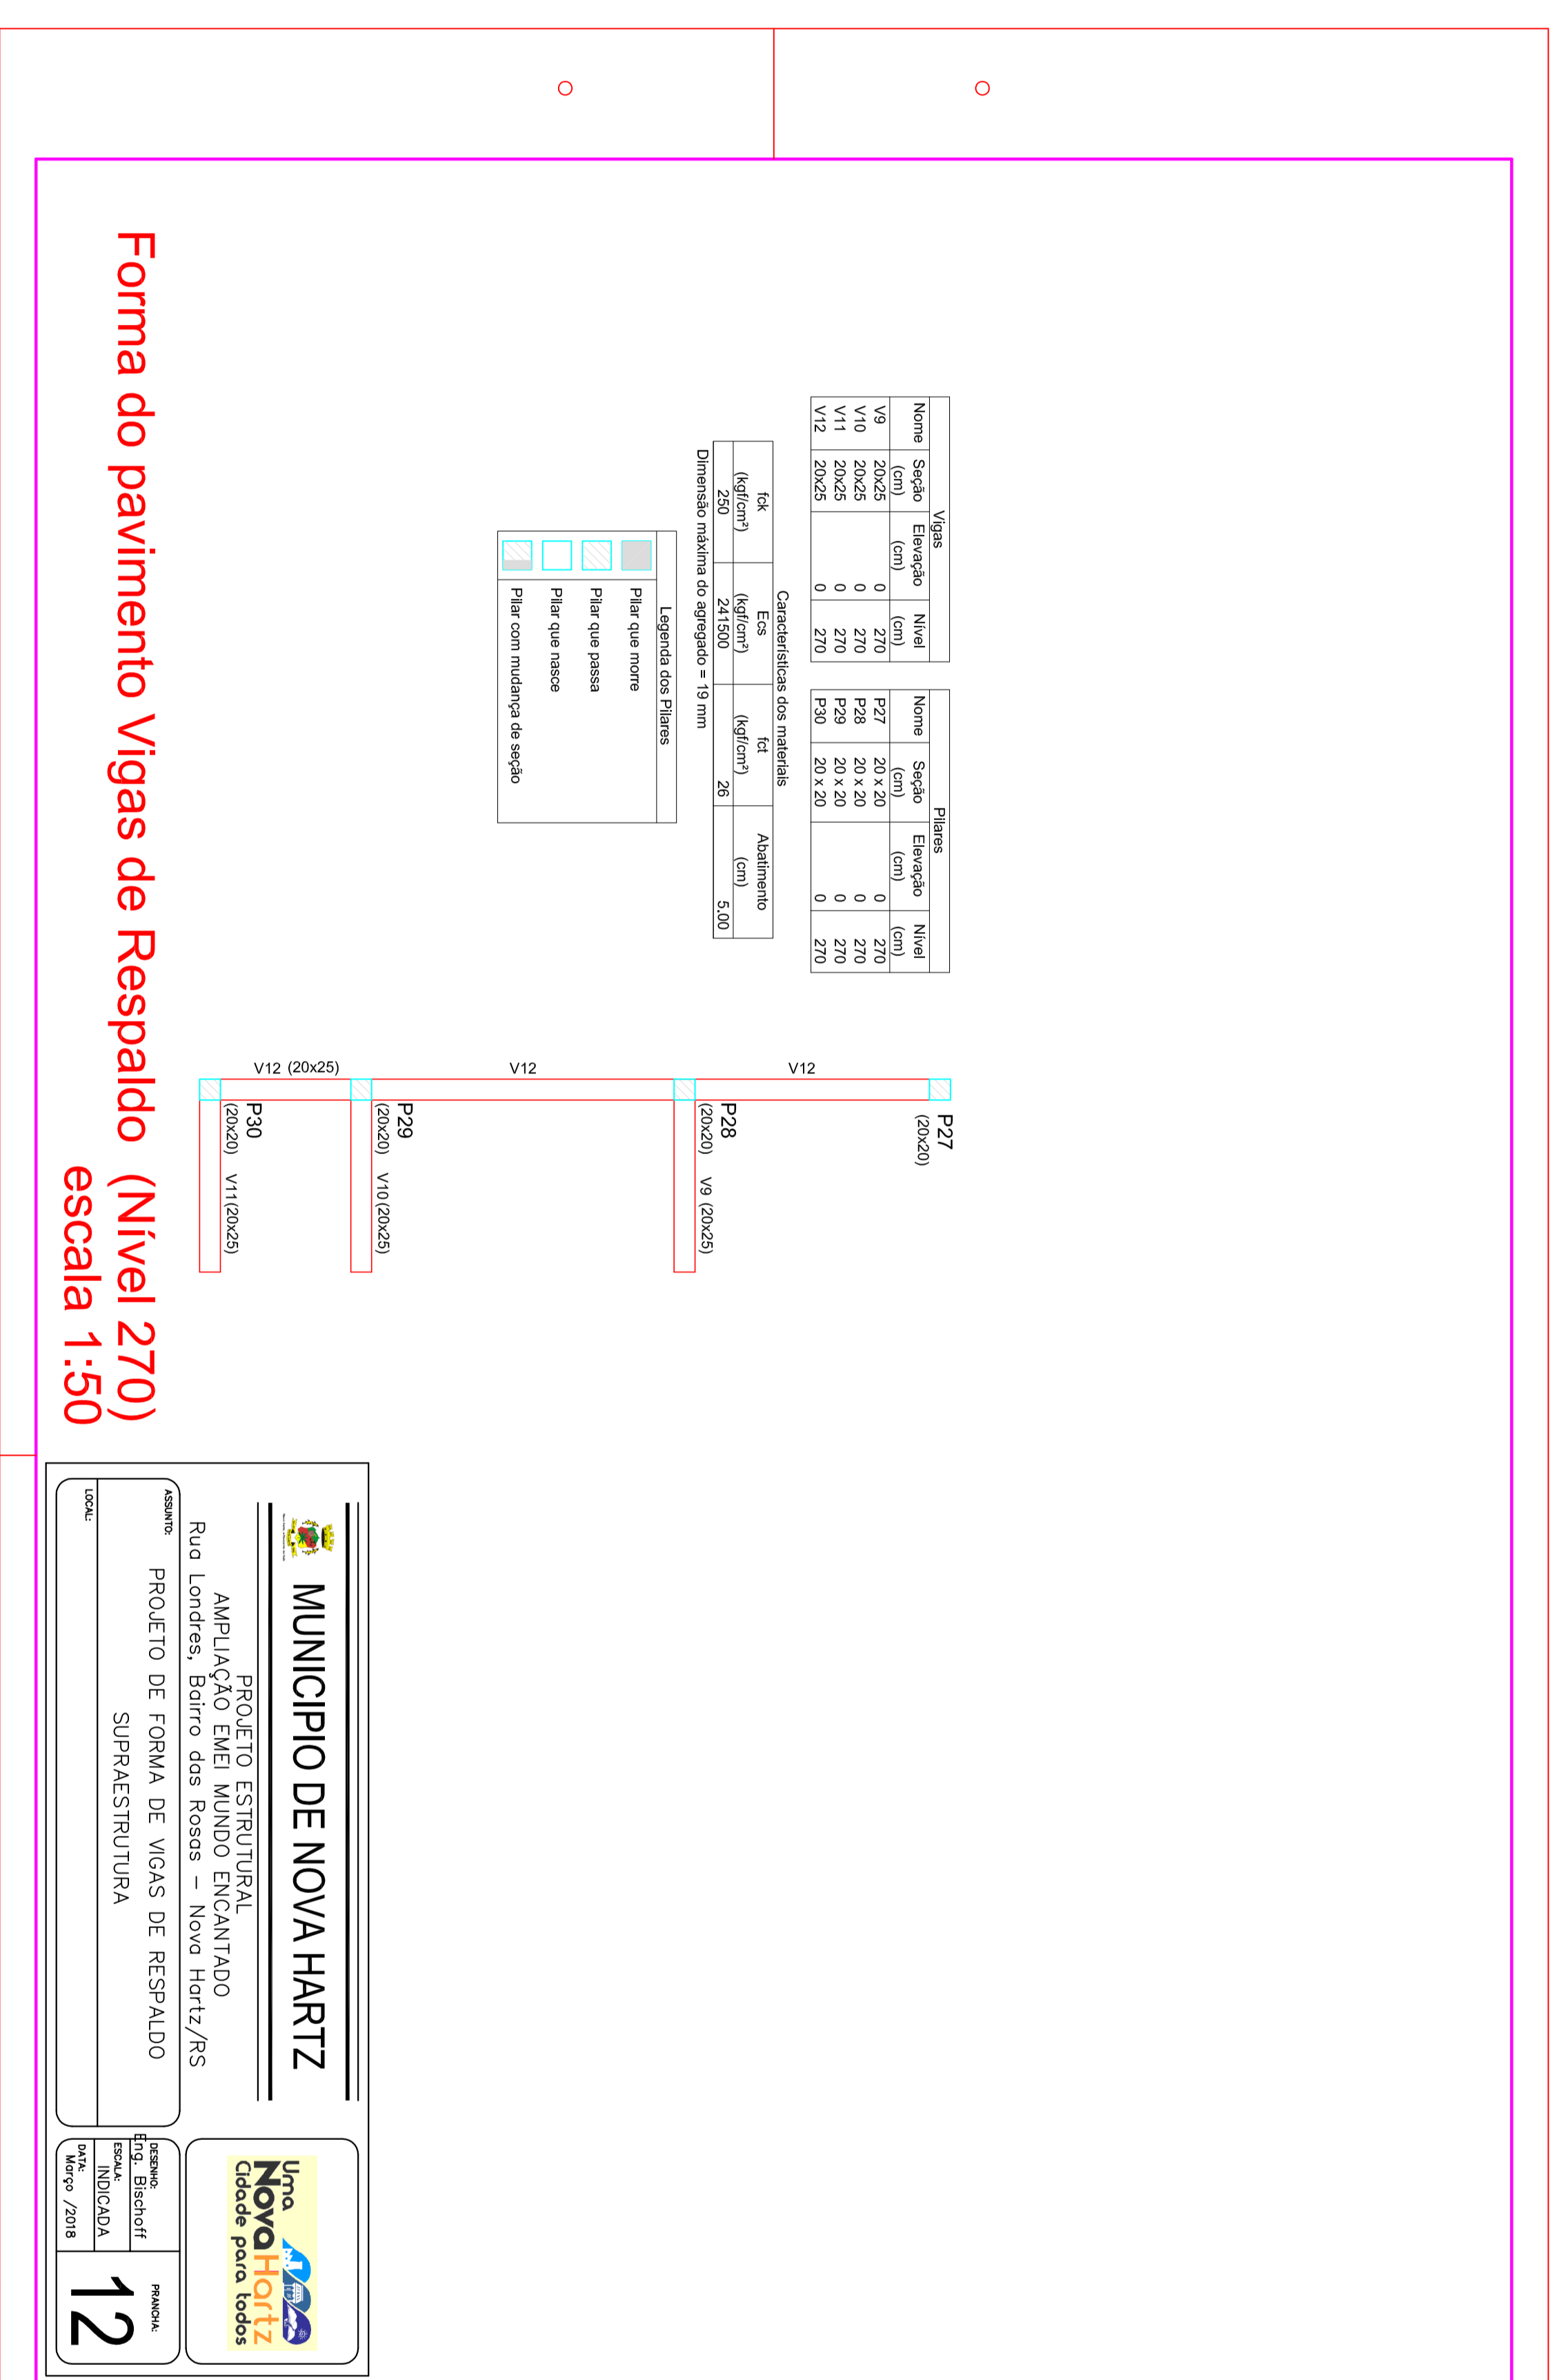 Vigas
Nome Seção Elevação Nível
(cm) (cm) (cm)
V9 20x25 0 270
V10 20x25 0 270
V11 20x25 0 270
V12 20x25 0 270
Pilares
Nome Seção Elevação Nível
(cm) (cm) (cm)
P27 20 x 20 0 270
P28 20 x 20 0 270
P29 20 x 20 0 270
P30 20 x 20 0 270
Características dos materiais
fck Ecs fct Abatimento
(kgf/cm²) (kgf/cm²) (kgf/cm²) (cm)
250 241500 26 5.00
Dimensão máxima do agregado = 19 mm
Legenda dos Pilares
Pilar que morre
Pilar que passa
Pilar que nasce
Pilar com mudança de seção
P27
(20x20)
V12
P28
(20x20) V9 (20x25)
V12
P29
(20x20) V10(20x25)
V12 (20x25)
P30
(20x20) V11(20x25)
Forma do pavimento Vigas de Respaldo (Nível 270)
escala 1:50
MUNICIPIO DE NOVA HARTZ
PROJETO ESTRUTURAL
AMPLIAÇÃO EMEI MUNDO ENCANTADO
Rua Londres, Bairro das Rosas – Nova Hartz/RS
ASSUNTO:
PROJETO DE FORMA DE VIGAS DE RESPALDO
SUPRAESTRUTURA
LOCAL:
Uma
Nova Hartz
Cidade para todos
DESENHO:
Eng. Bischoff
ESCALA:
INDICADA
DATA:
Março /2018
PRANCHA:
12